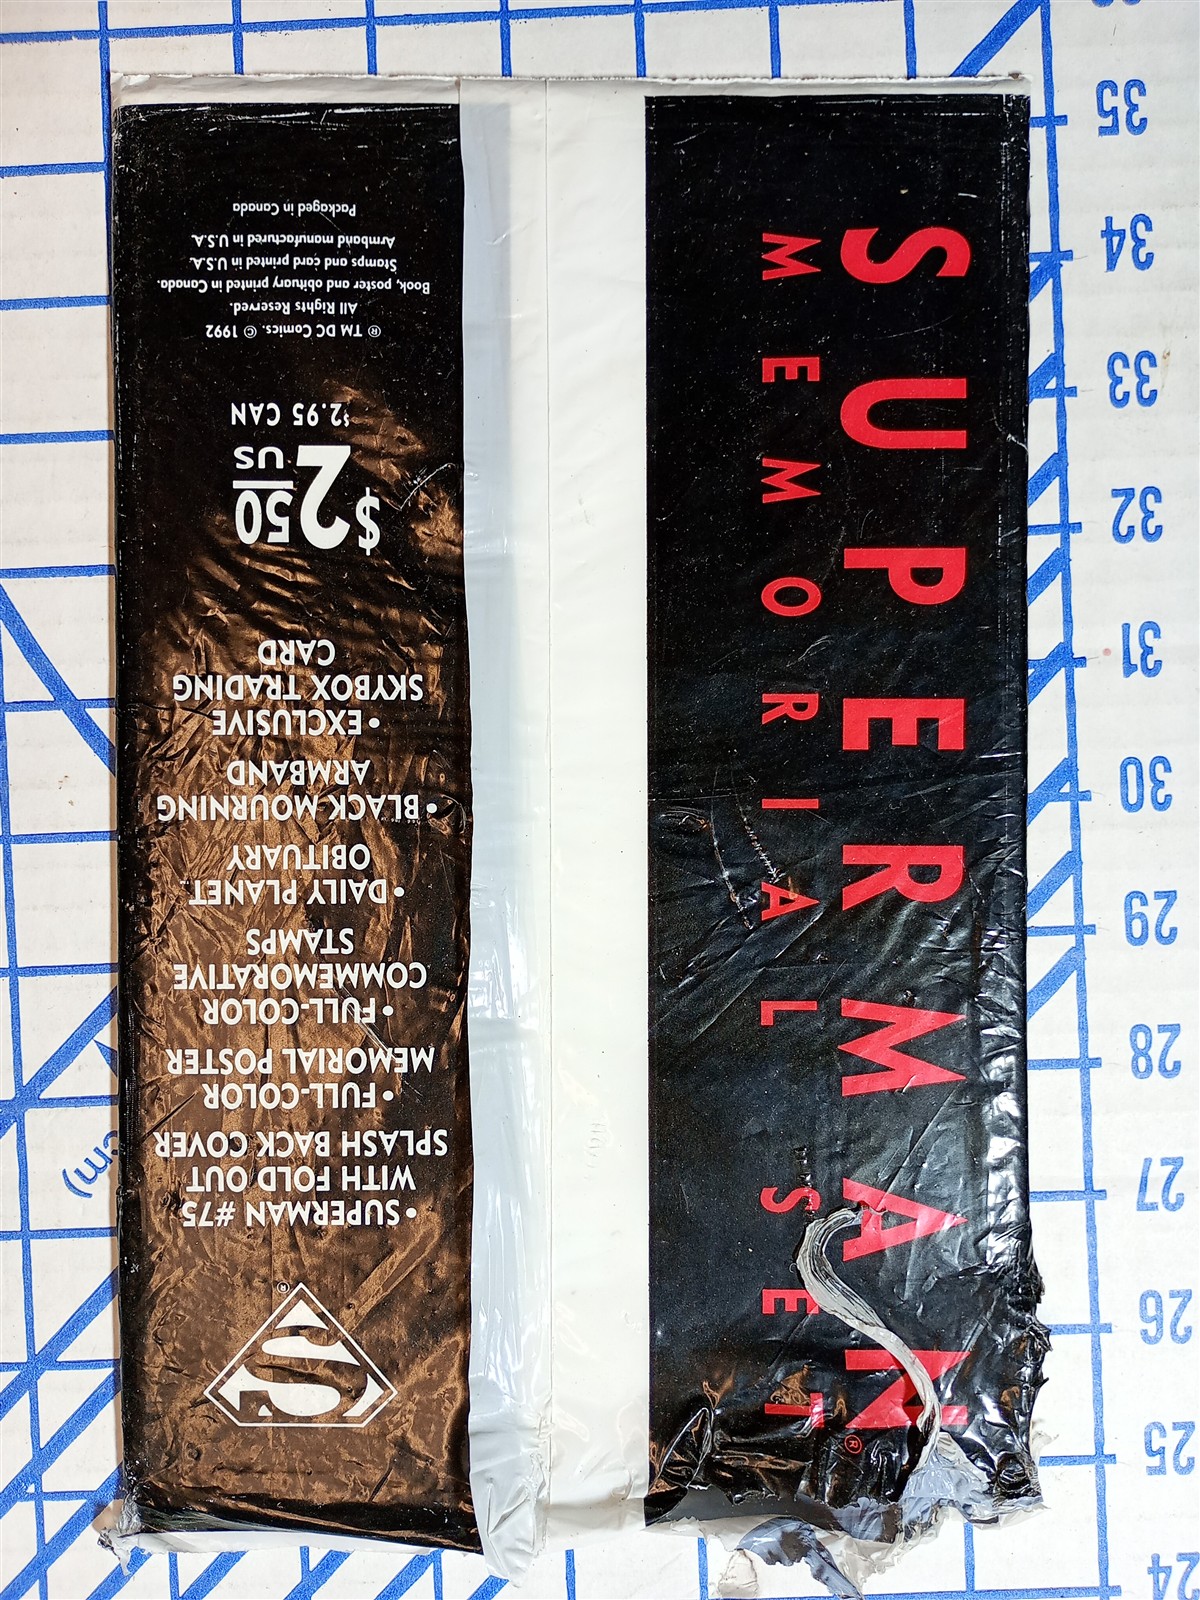 SUPERMAN®
MEMORIAL SET
S®
• SUPERMAN #75
WITH FOLD OUT
SPLASH BACK COVER
• FULL-COLOR
MEMORIAL POSTER
• FULL-COLOR
COMMEMORATIVE
STAMPS
• DAILY PLANET
OBITUARY
• BLACK MOURNING
ARMBAND
• EXCLUSIVE
SKYBOX TRADING
CARD
$2.50 US
$2.95 CAN
® TM DC Comics. © 1992
All Rights Reserved.
Book, poster and obituary printed in Canada.
Stamps and card printed in U.S.A.
Armband manufactured in U.S.A.
Packaged in Canada
35
34
33
32
31
30
29
28
27
26
25
24
cm)